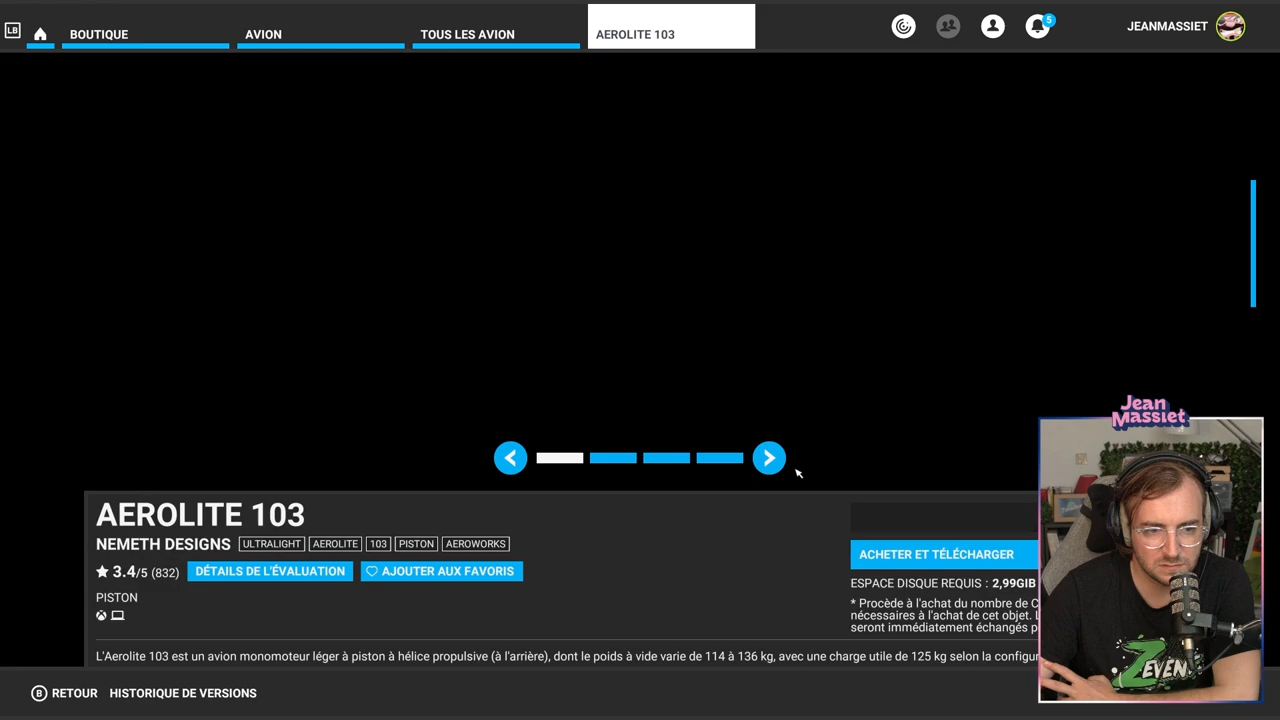 LB
BOUTIQUE
AVION
TOUS LES AVION
AEROLITE 103
5
JEANMASSIET
Jean
Massiet
AEROLITE 103
NEMETH DESIGNS ULTRALIGHT AEROLITE 103 PISTON AEROWORKS
3.4/5 (832) DÉTAILS DE L'ÉVALUATION AJOUTER AUX FAVORIS
PISTON
ACHETER ET TÉLÉCHARGER
ESPACE DISQUE REQUIS : 2,99GIB
* Procède à l'achat du nombre de C
nécessaires à l'achat de cet objet. L
seront immédiatement échangés p
L'Aerolite 103 est un avion monomoteur léger à piston à hélice propulsive (à l'arrière), dont le poids à vide varie de 114 à 136 kg, avec une charge utile de 125 kg selon la configur
ZEVEN
B RETOUR HISTORIQUE DE VERSIONS